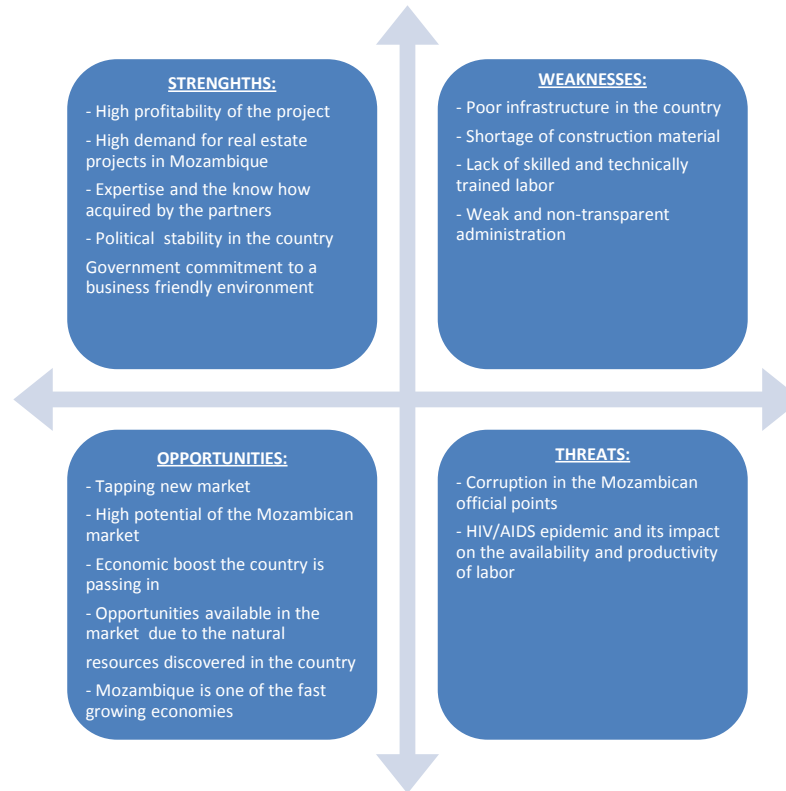 STRENGHTHS:
- High profitability of the project
- High demand for real estate
projects in Mozambique
- Expertise and the know how
acquired by the partners
- Political stability in the country
Government commitment to a
business friendly environment
WEAKNESSES:
- Poor infrastructure in the country
- Shortage of construction material
- Lack of skilled and technically
trained labor
- Weak and non-transparent
administration
OPPORTUNITIES:
- Tapping new market
- High potential of the Mozambican
market
- Economic boost the country is
passing in
- Opportunities available in the
market due to the natural
resources discovered in the country
- Mozambique is one of the fast
growing economies
THREATS:
- Corruption in the Mozambican
official points
- HIV/AIDS epidemic and its impact
on the availability and productivity
of labor